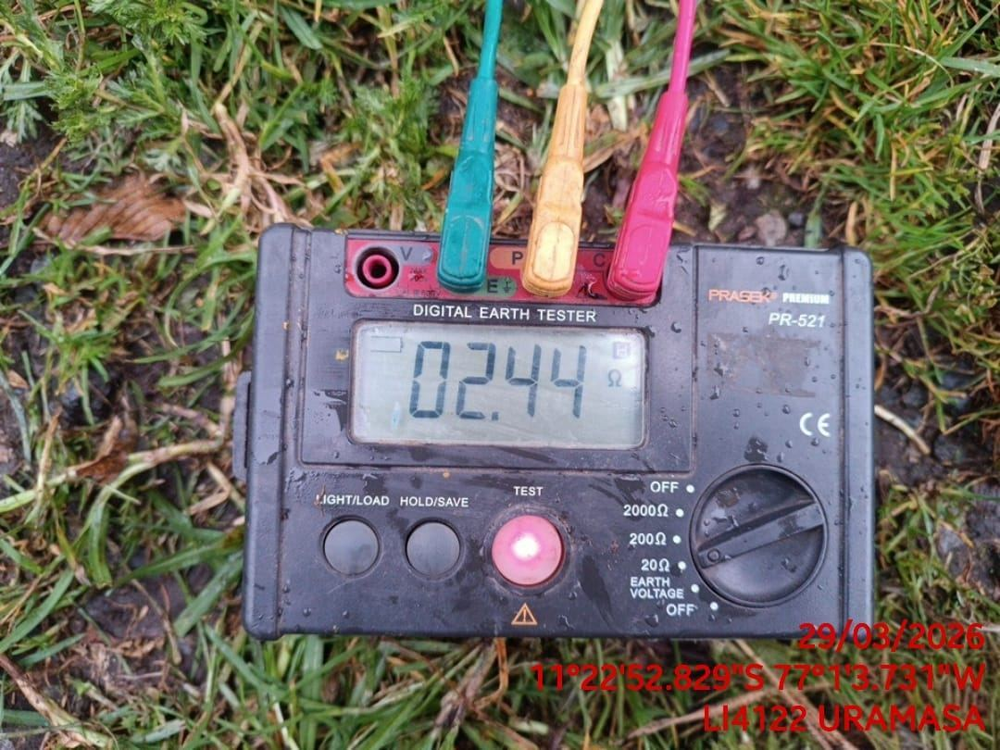 V P C
E
PRASEK® PREMIUM
PR-521
DIGITAL EARTH TESTER
02.44
Ω
CE
LIGHT/LOAD HOLD/SAVE TEST
OFF
2000Ω
200Ω
20Ω
EARTH
VOLTAGE
OFF
29/03/2026
11°22'52.829"S 77°1'3.731"W
LI4122 URAMASA